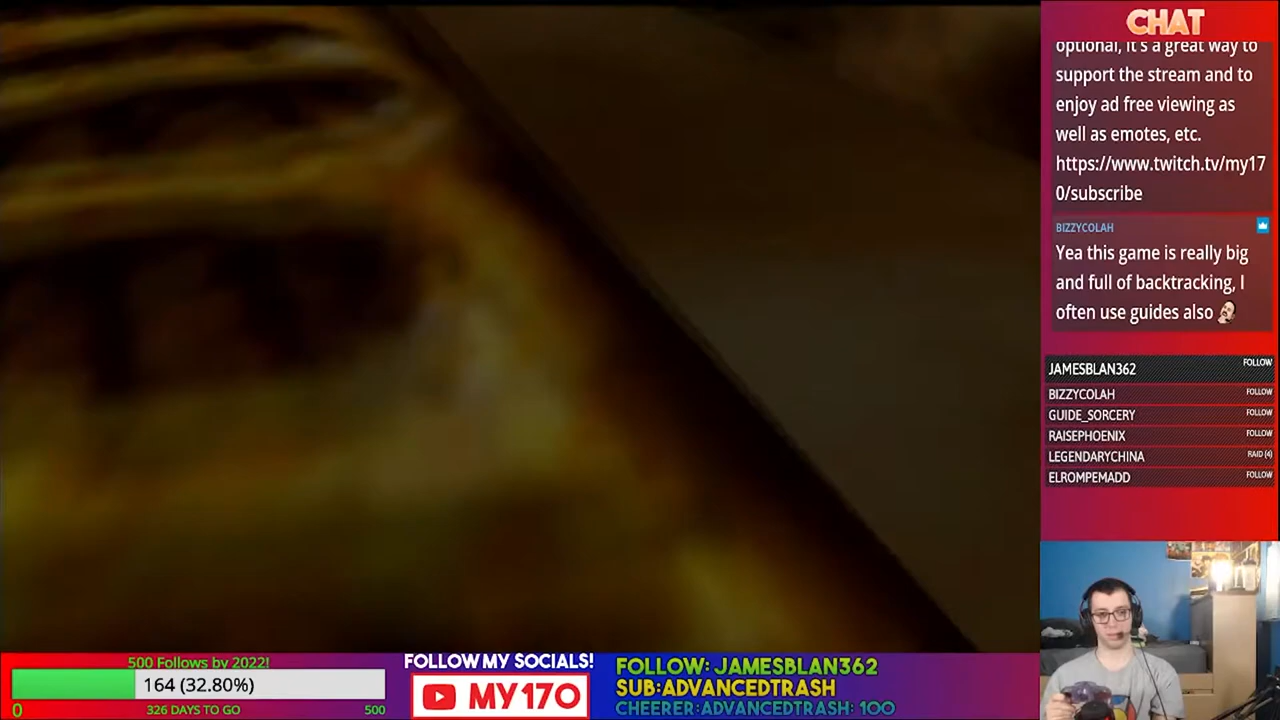 CHAT
optional, it's a great way to
support the stream and to
enjoy ad free viewing as
well as emotes, etc.
https://www.twitch.tv/my17
0/subscribe
BIZZYCOLAH
Yea this game is really big
and full of backtracking, I
often use guides also
JAMESBLAN362 FOLLOW
BIZZYCOLAH FOLLOW
GUIDE_SORCERY FOLLOW
RAISEPHOENIX FOLLOW
LEGENDARYCHINA RAID (4)
ELROMPEMADD FOLLOW
500 Follows by 2022!
164 (32.80%)
0 326 DAYS TO GO 500
FOLLOW MY SOCIALS!
MY170
FOLLOW: JAMESBLAN362
SUB:ADVANCEDTRASH
CHEERER:ADVANCEDTRASH: 100